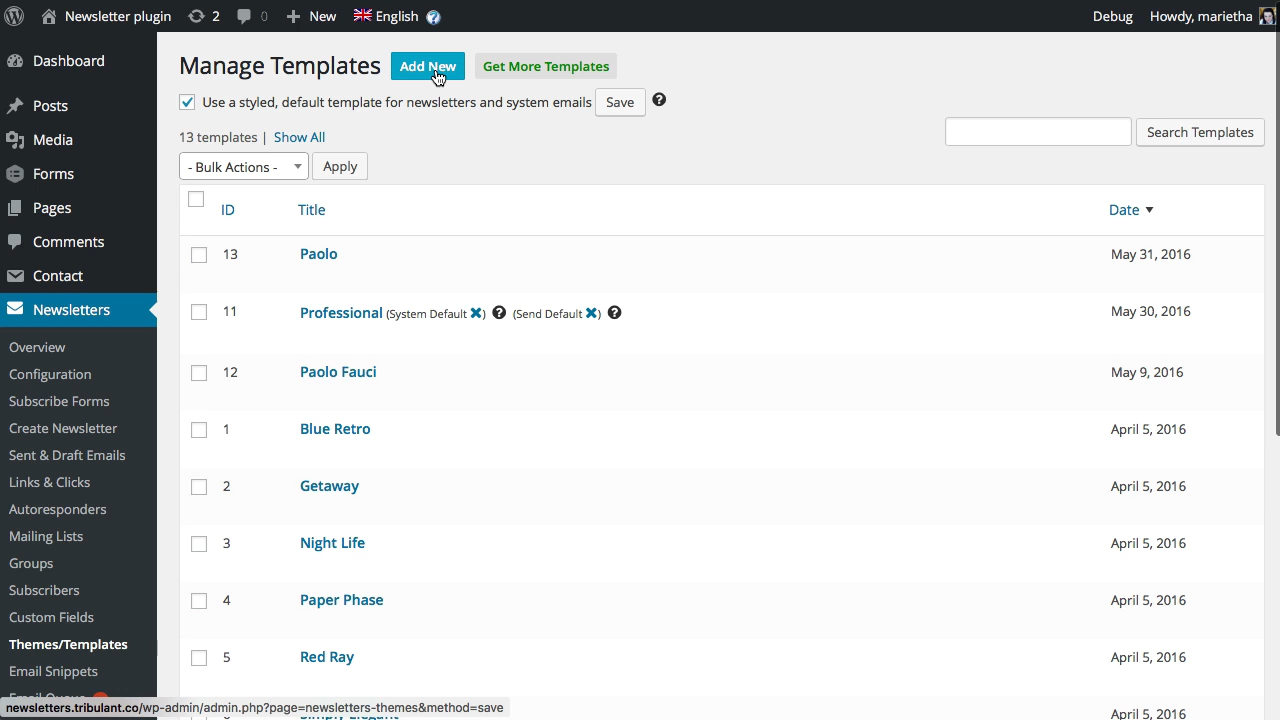 Newsletter plugin 2 0 New English Debug Howdy, marietha
Dashboard
Posts
Media
Forms
Pages
Comments
Contact
Newsletters
Overview
Configuration
Subscribe Forms
Create Newsletter
Sent & Draft Emails
Links & Clicks
Autoresponders
Mailing Lists
Groups
Subscribers
Custom Fields
Themes/Templates
Email Snippets
Email Queue
Manage Templates Add New Get More Templates
Use a styled, default template for newsletters and system emails Save
13 templates | Show All
Search Templates
- Bulk Actions - Apply
ID Title Date
13 Paolo May 31, 2016
11 Professional (System Default ✖) (Send Default ✖) May 30, 2016
12 Paolo Fauci May 9, 2016
1 Blue Retro April 5, 2016
2 Getaway April 5, 2016
3 Night Life April 5, 2016
4 Paper Phase April 5, 2016
5 Red Ray April 5, 2016
Simply Elegant April 5, 2016
newsletters.tribulant.co/wp-admin/admin.php?page=newsletters-themes&method=save